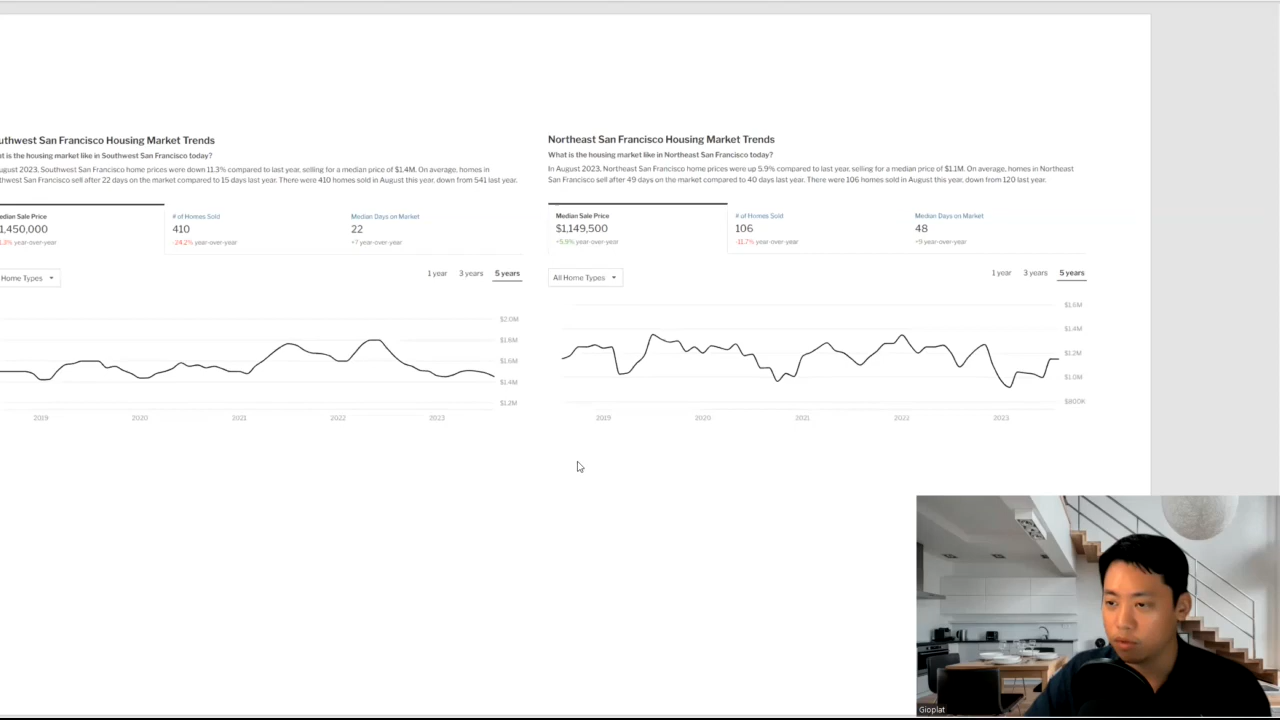 uthwest San Francisco Housing Market Trends
t is the housing market like in Southwest San Francisco today?
ugust 2023, Southwest San Francisco home prices were down 11.3% compared to last year, selling for a median price of $1.4M. On average, homes in
hwest San Francisco sell after 22 days on the market compared to 15 days last year. There were 410 homes sold in August this year, down from 541 last year.
edian Sale Price
1,450,000
1.3% year-over-year
# of Homes Sold
410
-24.2% year-over-year
Median Days on Market
22
+7 year-over-year
Home Types
1 year 3 years 5 years
$2.0M
$1.8M
$1.6M
$1.4M
$1.2M
2019 2020 2021 2022 2023
Northeast San Francisco Housing Market Trends
What is the housing market like in Northeast San Francisco today?
In August 2023, Northeast San Francisco home prices were up 5.9% compared to last year, selling for a median price of $1.1M. On average, homes in Northeast
San Francisco sell after 49 days on the market compared to 40 days last year. There were 106 homes sold in August this year, down from 120 last year.
Median Sale Price
$1,149,500
+5.9% year-over-year
# of Homes Sold
106
-11.7% year-over-year
Median Days on Market
48
+9 year-over-year
All Home Types
1 year 3 years 5 years
$1.6M
$1.4M
$1.2M
$1.0M
$800K
2019 2020 2021 2022 2023
Gioplat